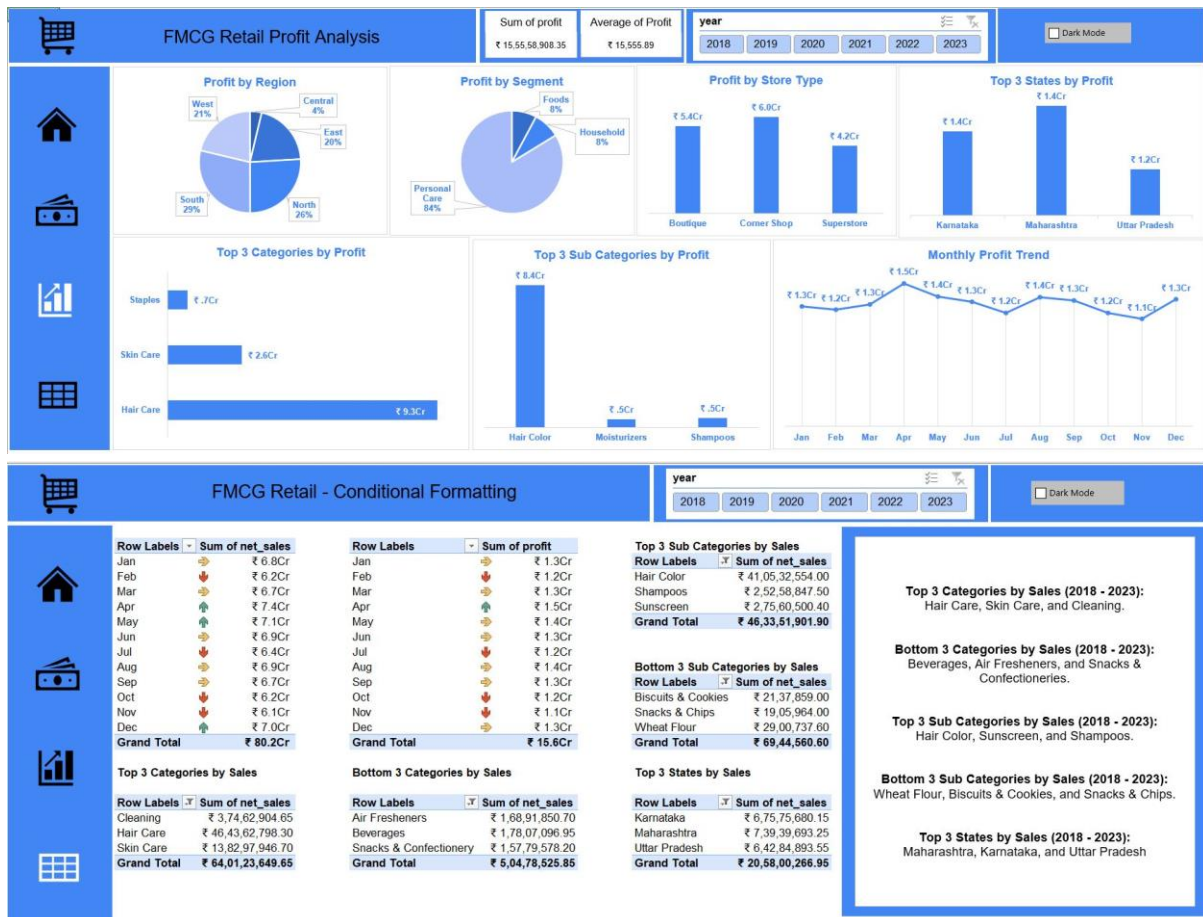 FMCG Retail Profit Analysis
Sum of profit
₹ 15,55,58,908.35
Average of Profit
₹ 15,555.89
year
2018 2019 2020 2021 2022 2023
Dark Mode
Profit by Region
West
21%
Central
4%
East
20%
South
29%
North
26%
Profit by Segment
Foods
8%
Household
8%
Personal
Care
84%
Profit by Store Type
₹ 5.4Cr ₹ 6.0Cr ₹ 4.2Cr
Boutique Corner Shop Superstore
Top 3 States by Profit
₹ 1.4Cr ₹ 1.4Cr ₹ 1.2Cr
Karnataka Maharashtra Uttar Pradesh
Top 3 Categories by Profit
Staples ₹ .7Cr
Skin Care ₹ 2.6Cr
Hair Care ₹ 9.3Cr
Top 3 Sub Categories by Profit
₹ 8.4Cr ₹ .5Cr ₹ .5Cr
Hair Color Moisturizers Shampoos
Monthly Profit Trend
₹ 1.3Cr ₹ 1.2Cr ₹ 1.3Cr ₹ 1.5Cr ₹ 1.4Cr ₹ 1.3Cr ₹ 1.2Cr ₹ 1.4Cr ₹ 1.3Cr ₹ 1.2Cr ₹ 1.1Cr ₹ 1.3Cr
Jan Feb Mar Apr May Jun Jul Aug Sep Oct Nov Dec
FMCG Retail - Conditional Formatting
year
2018 2019 2020 2021 2022 2023
Dark Mode
Row Labels Sum of net_sales
Jan ₹ 6.8Cr
Feb ₹ 6.2Cr
Mar ₹ 6.7Cr
Apr ₹ 7.4Cr
May ₹ 7.1Cr
Jun ₹ 6.9Cr
Jul ₹ 6.4Cr
Aug ₹ 6.9Cr
Sep ₹ 6.7Cr
Oct ₹ 6.2Cr
Nov ₹ 6.1Cr
Dec ₹ 7.0Cr
Grand Total ₹ 80.2Cr
Row Labels Sum of profit
Jan ₹ 1.3Cr
Feb ₹ 1.2Cr
Mar ₹ 1.3Cr
Apr ₹ 1.5Cr
May ₹ 1.4Cr
Jun ₹ 1.3Cr
Jul ₹ 1.2Cr
Aug ₹ 1.4Cr
Sep ₹ 1.3Cr
Oct ₹ 1.2Cr
Nov ₹ 1.1Cr
Dec ₹ 1.3Cr
Grand Total ₹ 15.6Cr
Top 3 Sub Categories by Sales
Row Labels Sum of net_sales
Hair Color ₹ 41,05,32,554.00
Shampoos ₹ 2,52,58,847.50
Sunscreen ₹ 2,75,60,500.40
Grand Total ₹ 46,33,51,901.90
Bottom 3 Sub Categories by Sales
Row Labels Sum of net_sales
Biscuits & Cookies ₹ 21,37,859.00
Snacks & Chips ₹ 19,05,964.00
Wheat Flour ₹ 29,00,737.60
Grand Total ₹ 69,44,560.60
Top 3 Categories by Sales
Row Labels Sum of net_sales
Cleaning ₹ 3,74,62,904.65
Hair Care ₹ 46,43,62,798.30
Skin Care ₹ 13,82,97,946.70
Grand Total ₹ 64,01,23,649.65
Bottom 3 Categories by Sales
Row Labels Sum of net_sales
Air Fresheners ₹ 1,68,91,850.70
Beverages ₹ 1,78,07,096.95
Snacks & Confectionery ₹ 1,57,79,578.20
Grand Total ₹ 5,04,78,525.85
Top 3 States by Sales
Row Labels Sum of net_sales
Karnataka ₹ 6,75,75,680.15
Maharashtra ₹ 7,39,39,693.25
Uttar Pradesh ₹ 6,42,84,893.55
Grand Total ₹ 20,58,00,266.95
Top 3 Categories by Sales (2018 - 2023):
Hair Care, Skin Care, and Cleaning.
Bottom 3 Categories by Sales (2018 - 2023):
Beverages, Air Fresheners, and Snacks &
Confectioneries.
Top 3 Sub Categories by Sales (2018 - 2023):
Hair Color, Sunscreen, and Shampoos.
Bottom 3 Sub Categories by Sales (2018 - 2023):
Wheat Flour, Biscuits & Cookies, and Snacks & Chips.
Top 3 States by Sales (2018 - 2023):
Maharashtra, Karnataka, and Uttar Pradesh